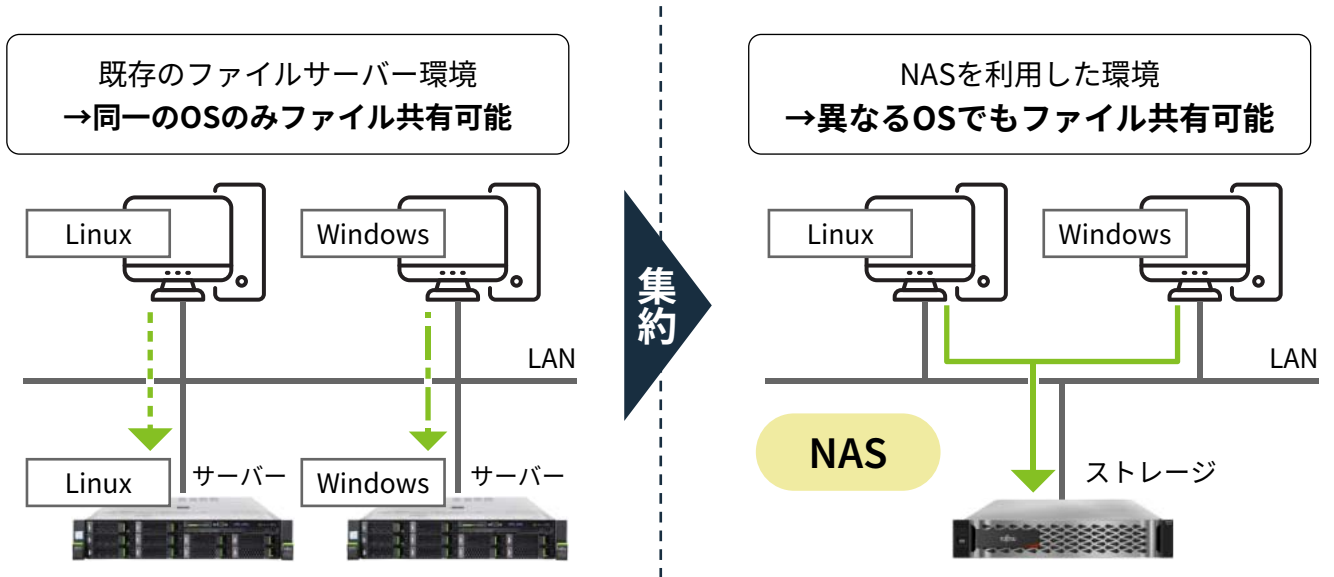 既存のファイルサーバー環境
→同一のOSのみファイル共有可能
Linux
Windows
LAN
Linux
サーバー
Windows
サーバー
集約
NASを利用した環境
→異なるOSでもファイル共有可能
Linux
Windows
LAN
NAS
ストレージ